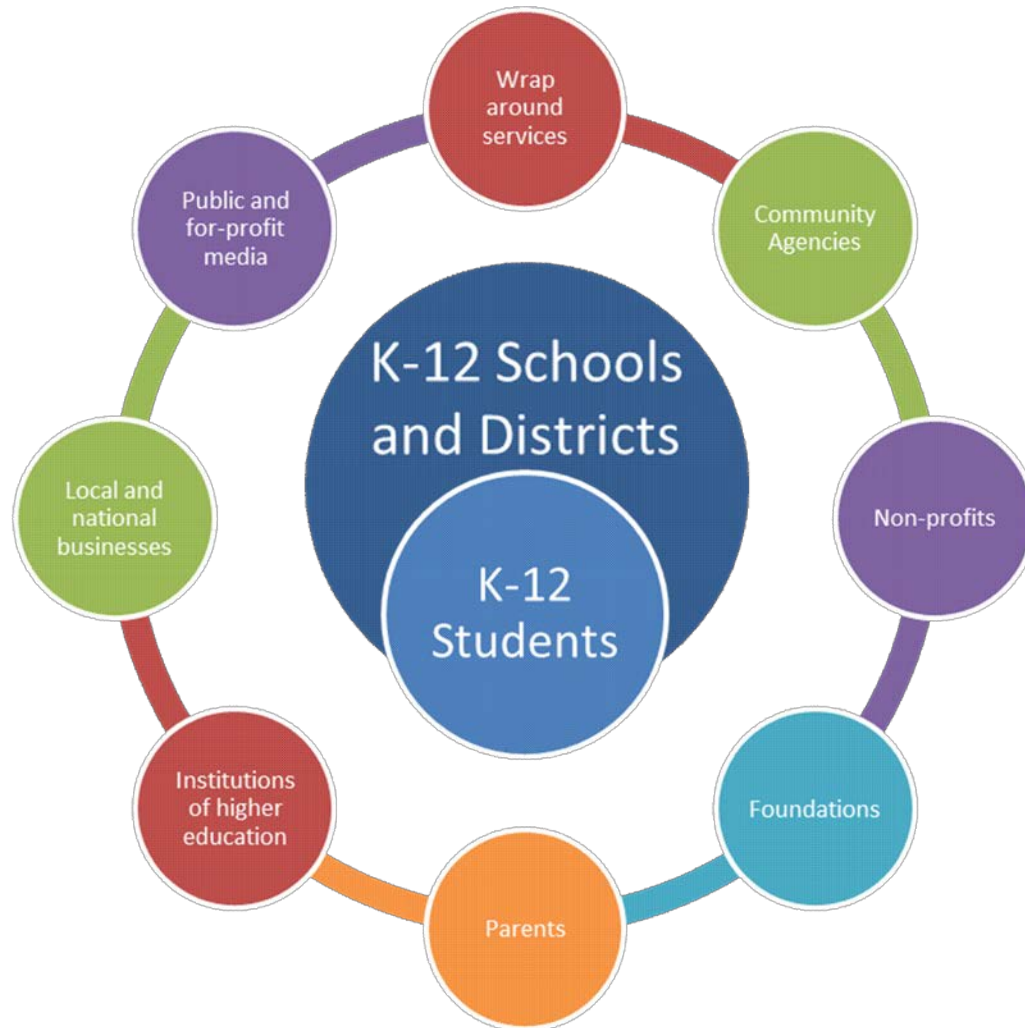 Wrap
around
services
Community
Agencies
Non-profits
Foundations
Parents
Institutions
of higher
education
Local and
national
businesses
Public and
for-profit
media
K-12 Schools
and Districts
K-12
Students